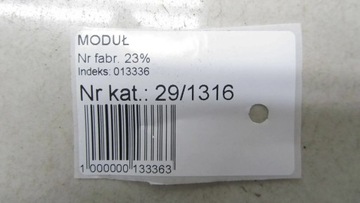 MODUŁ
Nr fabr. 23%
Indeks: 013336
Nr kat.: 29/1316
1 000000 133363